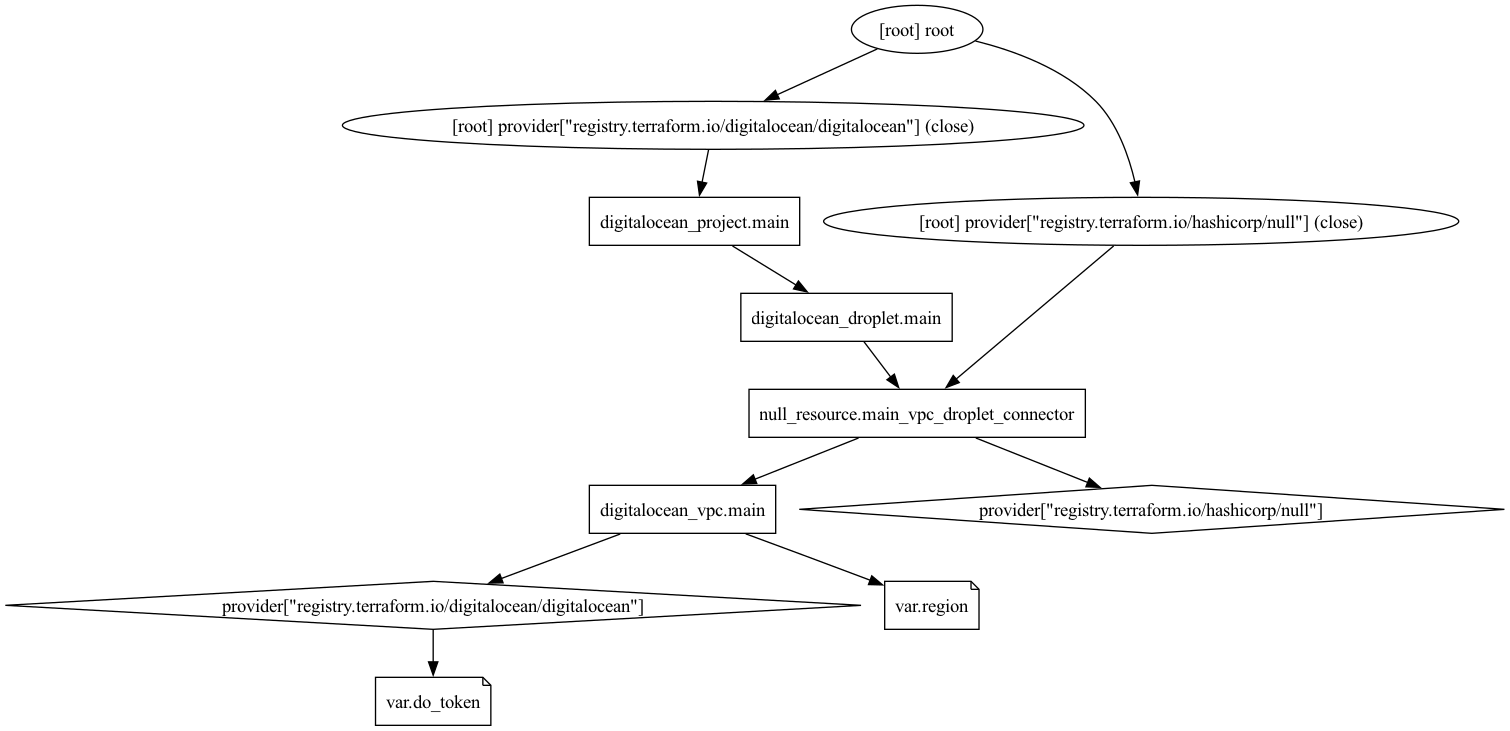 [root] root
[root] provider["registry.terraform.io/digitalocean/digitalocean"] (close)
digitalocean_project.main
[root] provider["registry.terraform.io/hashicorp/null"] (close)
digitalocean_droplet.main
null_resource.main_vpc_droplet_connector
digitalocean_vpc.main
provider["registry.terraform.io/hashicorp/null"]
provider["registry.terraform.io/digitalocean/digitalocean"]
var.region
var.do_token